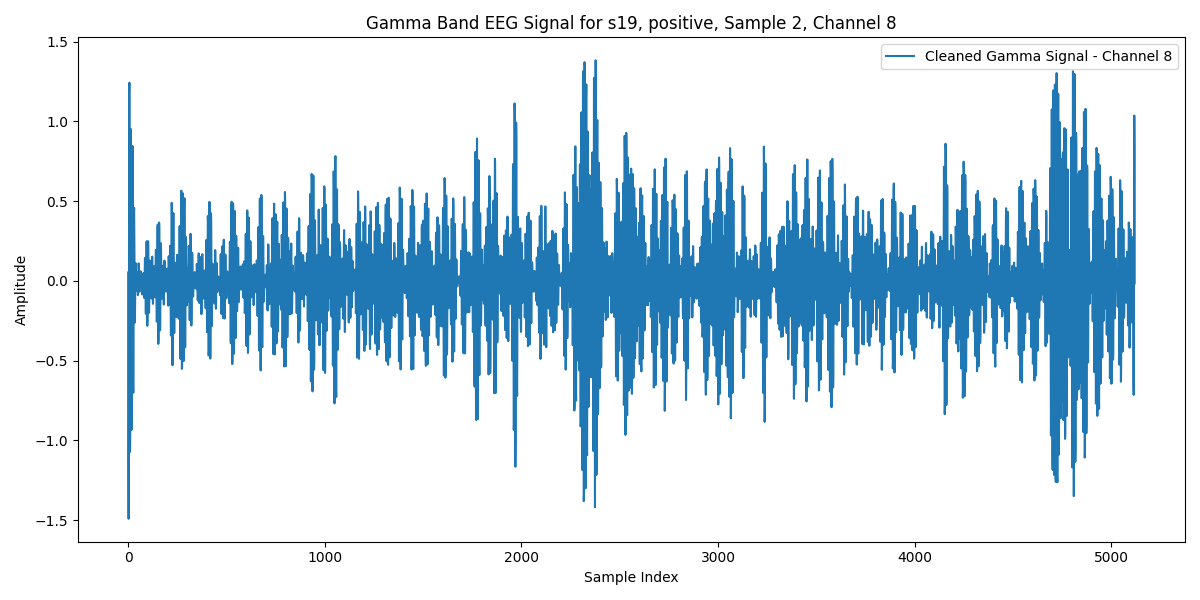 Gamma Band EEG Signal for s19, positive, Sample 2, Channel 8
Cleaned Gamma Signal - Channel 8
1.5
1.0
0.5
0.0
−0.5
−1.0
−1.5
Amplitude
0 1000 2000 3000 4000 5000
Sample Index